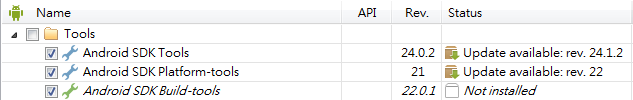 Name API Rev. Status
Tools
Android SDK Tools 24.0.2 Update available: rev. 24.1.2
Android SDK Platform-tools 21 Update available: rev. 22
Android SDK Build-tools 22.0.1 Not installed